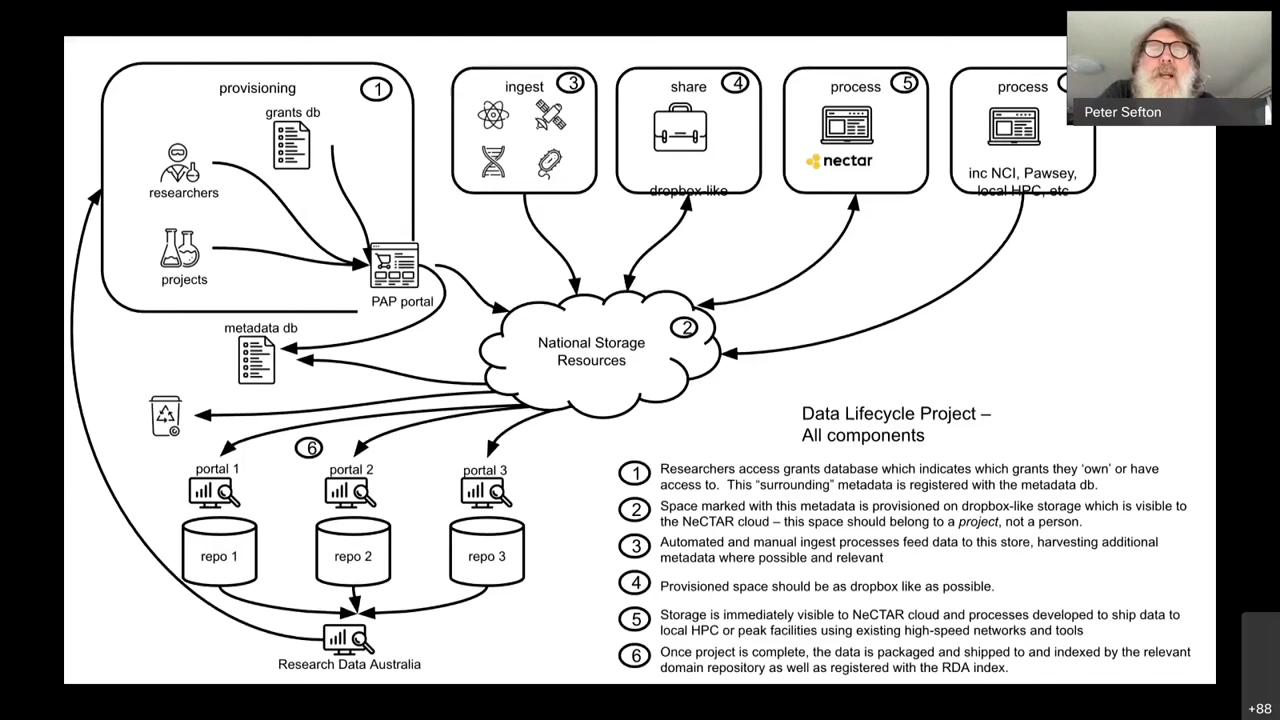 provisioning
1
grants db
researchers
projects
PAP portal
ingest
3
share
4
dropbox-like
process
5
nectar
process
inc NCI, Pawsey,
local HPC, etc
Peter Sefton
National Storage
Resources
2
metadata db
6
portal 1
portal 2
portal 3
repo 1
repo 2
repo 3
Research Data Australia
Data Lifecycle Project –
All components
1 Researchers access grants database which indicates which grants they ‘own’ or have
access to. This “surrounding” metadata is registered with the metadata db.
2 Space marked with this metadata is provisioned on dropbox-like storage which is visible to
the NeCTAR cloud – this space should belong to a project, not a person.
3 Automated and manual ingest processes feed data to this store, harvesting additional
metadata where possible and relevant
4 Provisioned space should be as dropbox like as possible.
5 Storage is immediately visible to NeCTAR cloud and processes developed to ship data to
local HPC or peak facilities using existing high-speed networks and tools
6 Once project is complete, the data is packaged and shipped to and indexed by the relevant
domain repository as well as registered with the RDA index.
+88